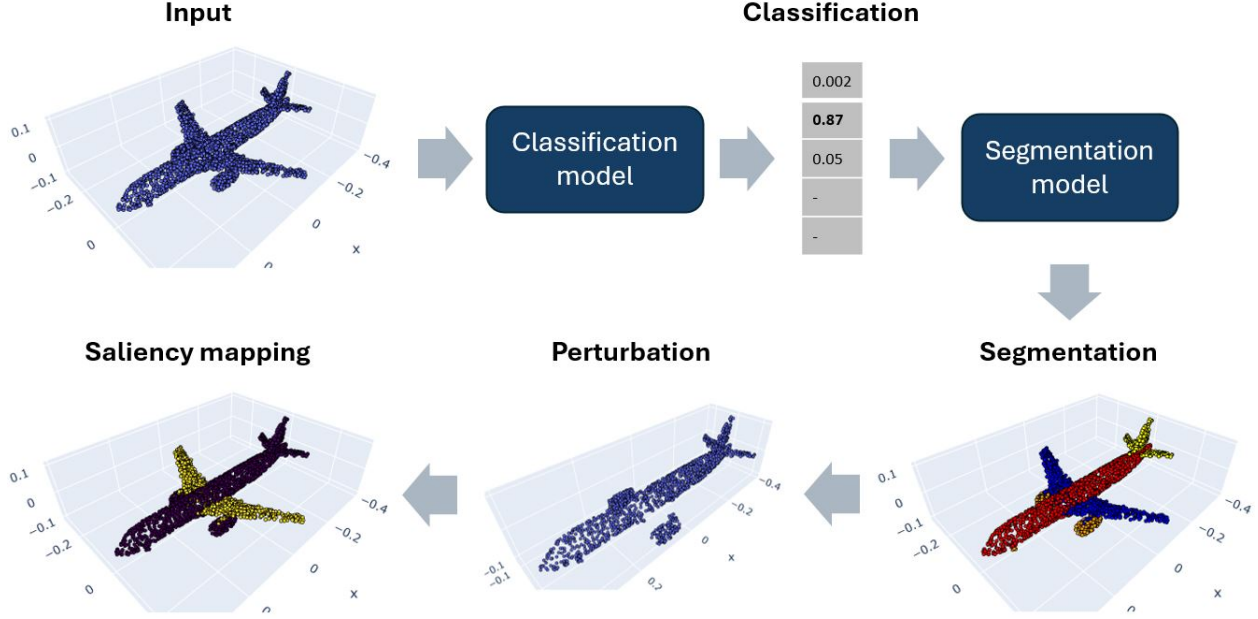 Input
Classification
0.1
0
−0.1
−0.2
0
−0.4
−0.2
0
x
Classification
model
0.002
0.87
0.05
-
-
Segmentation
model
Saliency mapping
Perturbation
Segmentation
0.1
0
−0.1
−0.2
0
−0.4
−0.2
0
x
−0.1
−0.1
−0.4
−0.2
0
x
0.2
0.1
0
−0.1
−0.2
0
−0.4
−0.2
0
x